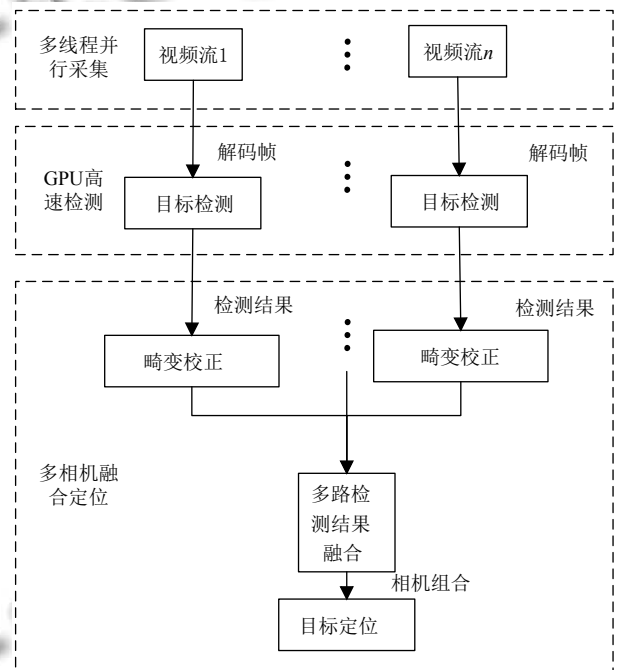 多线程并
行采集
视频流1
视频流n
解码帧
解码帧
GPU高
速检测
目标检测
目标检测
检测结果
检测结果
畸变校正
畸变校正
多相机融
合定位
多路检
测结果
融合
相机组合
目标定位